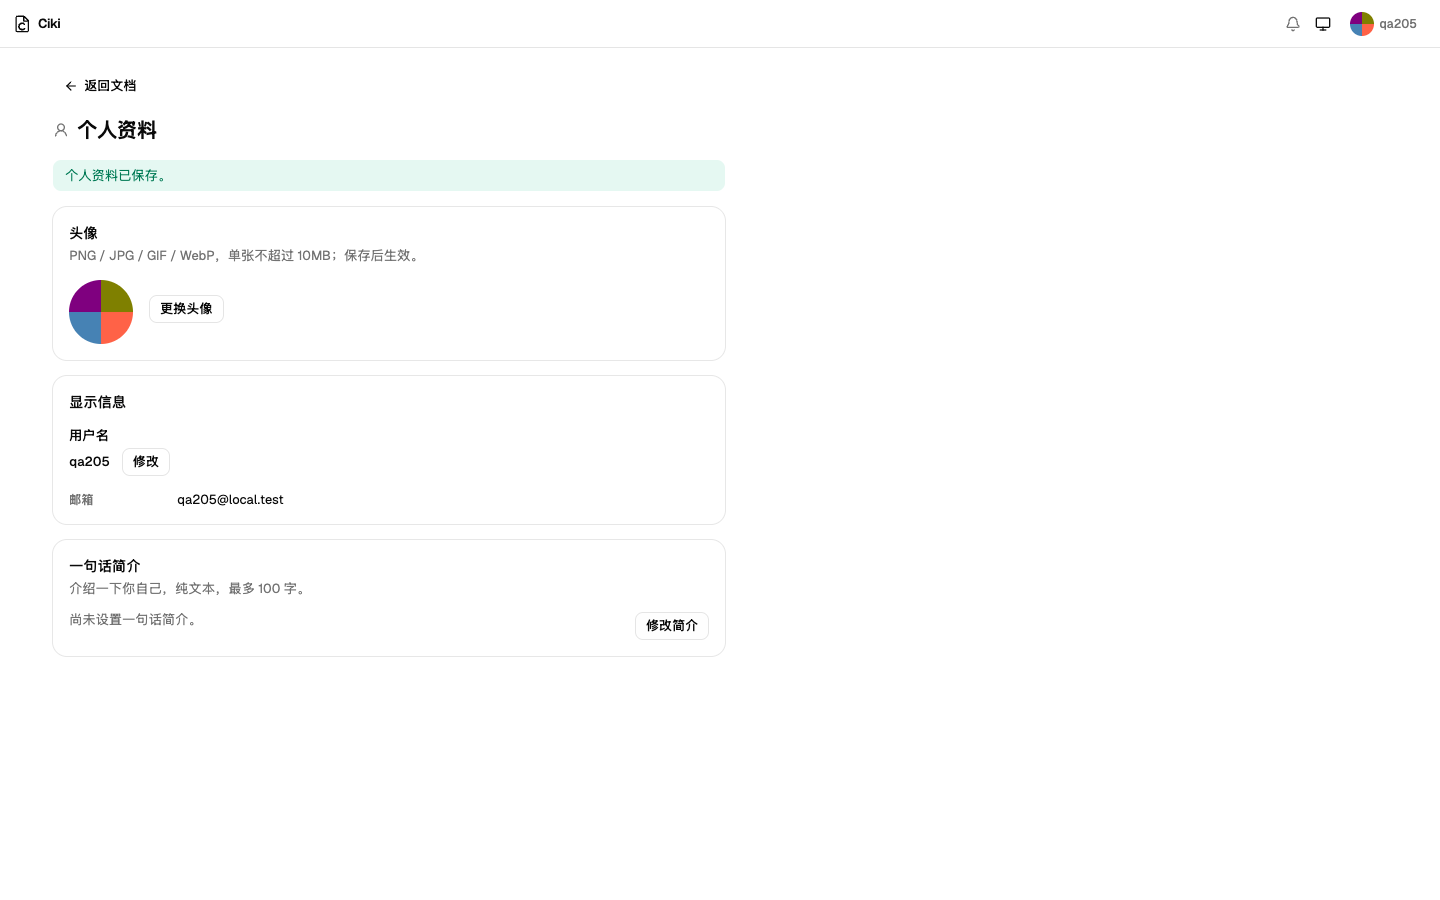 Ciki
qa205
返回文档
个人资料
个人资料已保存。
头像
PNG / JPG / GIF / WebP，单张不超过 10MB；保存后生效。
更换头像
显示信息
用户名
qa205 修改
邮箱 qa205@local.test
一句话简介
介绍一下你自己，纯文本，最多 100 字。
尚未设置一句话简介。
修改简介